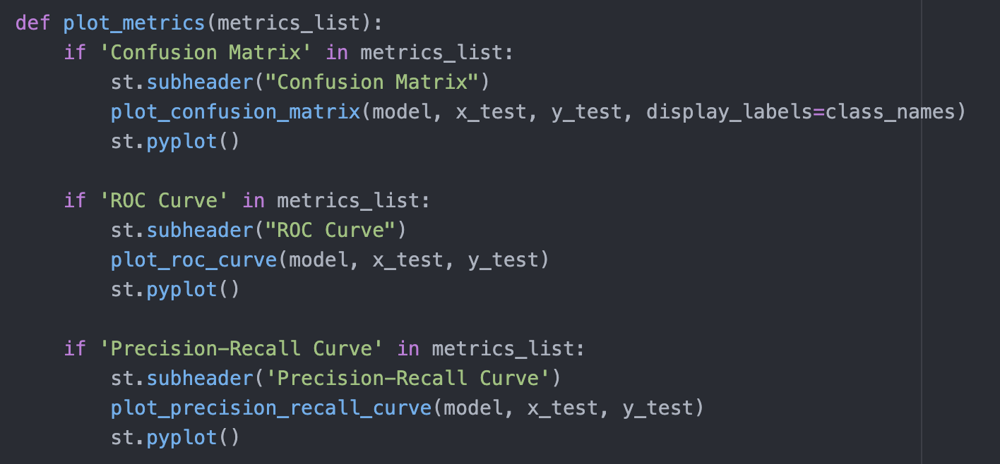 def plot_metrics(metrics_list):
    if 'Confusion Matrix' in metrics_list:
        st.subheader("Confusion Matrix")
        plot_confusion_matrix(model, x_test, y_test, display_labels=class_names)
        st.pyplot()

    if 'ROC Curve' in metrics_list:
        st.subheader("ROC Curve")
        plot_roc_curve(model, x_test, y_test)
        st.pyplot()

    if 'Precision-Recall Curve' in metrics_list:
        st.subheader('Precision-Recall Curve')
        plot_precision_recall_curve(model, x_test, y_test)
        st.pyplot()